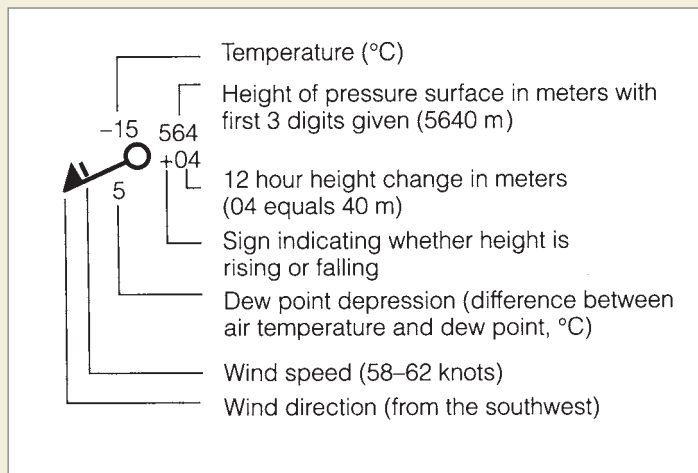 Temperature (°C)
Height of pressure surface in meters with
first 3 digits given (5640 m)
–15 564
+04
5
12 hour height change in meters
(04 equals 40 m)
Sign indicating whether height is
rising or falling
Dew point depression (difference between
air temperature and dew point, °C)
Wind speed (58–62 knots)
Wind direction (from the southwest)